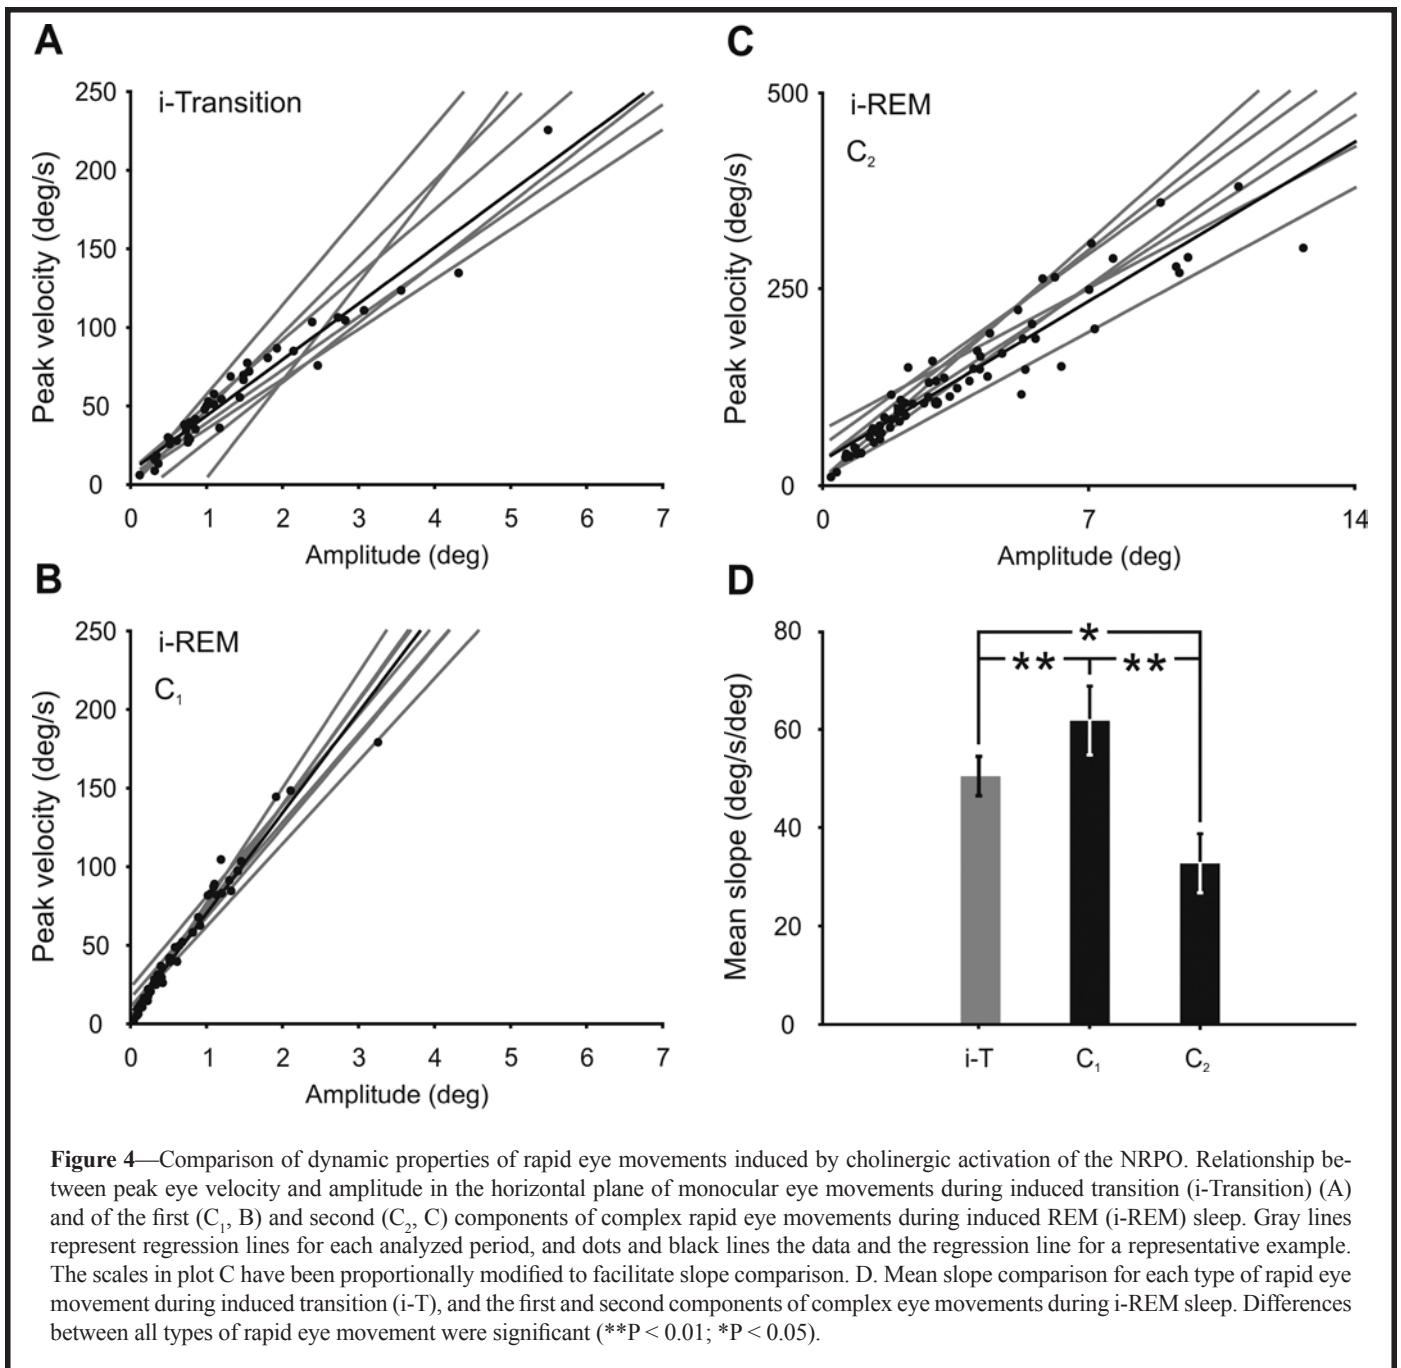 A
i-Transition
Peak velocity (deg/s)
250
200
150
100
50
0
0 1 2 3 4 5 6 7
Amplitude (deg)
B
i-REM
C₁
Peak velocity (deg/s)
250
200
150
100
50
0
0 1 2 3 4 5 6 7
Amplitude (deg)
C
i-REM
C₂
Peak velocity (deg/s)
500
250
0
0 7 14
Amplitude (deg)
D
Mean slope (deg/s/deg)
80
60
40
20
0
*
** **
i-T C₁ C₂
Figure 4—Comparison of dynamic properties of rapid eye movements induced by cholinergic activation of the NRPO. Relationship be-
tween peak eye velocity and amplitude in the horizontal plane of monocular eye movements during induced transition (i-Transition) (A)
and of the first (C₁, B) and second (C₂, C) components of complex rapid eye movements during induced REM (i-REM) sleep. Gray lines
represent regression lines for each analyzed period, and dots and black lines the data and the regression line for a representative example.
The scales in plot C have been proportionally modified to facilitate slope comparison. D. Mean slope comparison for each type of rapid eye
movement during induced transition (i-T), and the first and second components of complex eye movements during i-REM sleep. Differences
between all types of rapid eye movement were significant (**P < 0.01; *P < 0.05).